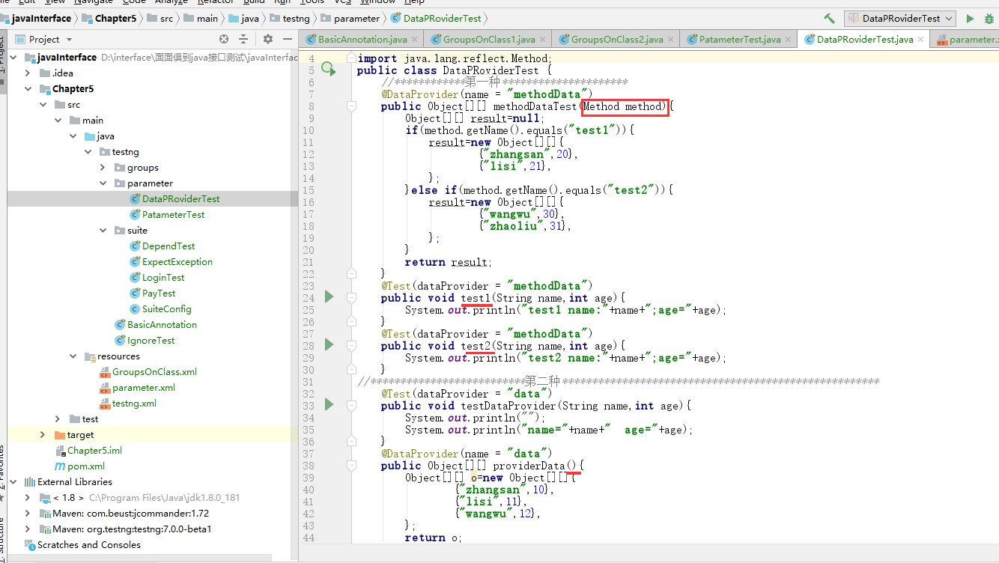 File Edit View Navigate Code Analyze Refactor Build Run Tools VCS Window Help
javaInterface Chapter5 src main java testng parameter DataPRoviderTest
DataPRoviderTest
Project
BasicAnnotation.java GroupsOnClass1.java GroupsOnClass2.java PatameterTest.java DataPRoviderTest.java parameter.x
javaInterface D:\interface\面面俱到java接口测试\javaInterfac
.idea
Chapter5
src
main
java
testng
groups
parameter
DataPRoviderTest
PatameterTest
suite
DependTest
ExpectException
LoginTest
PayTest
SuiteConfig
BasicAnnotation
IgnoreTest
resources
GroupsOnClass.xml
parameter.xml
testng.xml
test
target
Chapter5.iml
pom.xml
External Libraries
< 1.8 > C:\Program Files\Java\jdk1.8.0_181
Maven: com.beust:jcommander:1.72
Maven: org.testng:testng:7.0.0-beta1
Scratches and Consoles
4 import java.lang.reflect.Method;
5 public class DataPRoviderTest {
6 //************第一种*********************
7 @DataProvider(name = "methodData")
8 public Object[][] methodDataTest(Method method){
9 Object[][] result=null;
10 if(method.getName().equals("test1")){
11 result=new Object[][]{
12 {"zhangsan",20},
13 {"lisi",21},
14 };
15 }else if(method.getName().equals("test2")){
16 result=new Object[][]{
17 {"wangwu",30},
18 {"zhaoliu",31},
19 };
20 }
21 return result;
22 }
23 @Test(dataProvider = "methodData")
24 public void test1(String name,int age){
25 System.out.println("test1 name:"+name+";age="+age);
26 }
27 @Test(dataProvider = "methodData")
28 public void test2(String name,int age){
29 System.out.println("test2 name:"+name+";age="+age);
30 }
31 //**************************第二种*****************************************************
32 @Test(dataProvider = "data")
33 public void testDataProvider(String name,int age){
34 System.out.println("");
35 System.out.println("name="+name+"  age="+age);
36 }
37 @DataProvider(name = "data")
38 public Object[][] providerData(){
39 Object[][] o=new Object[][]{
40 {"zhangsan",10},
41 {"lisi",11},
42 {"wangwu",12},
43 };
44 return o;